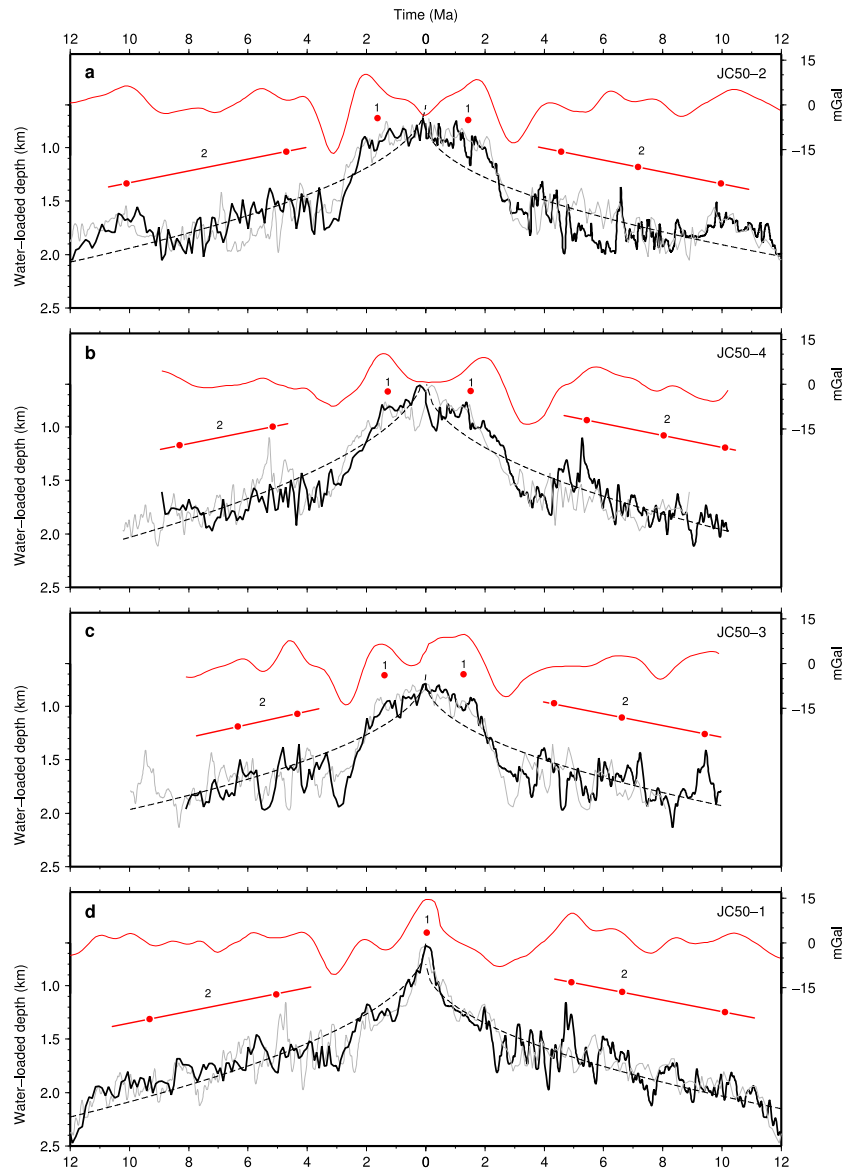 Time (Ma)
12 10 8 6 4 2 0 2 4 6 8 10 12
a
JC50−2
1 1
2 2
Water−loaded depth (km)
1.0
1.5
2.0
2.5
15
0
−15
mGal
b
JC50−4
1 1
2 2
Water−loaded depth (km)
1.0
1.5
2.0
2.5
15
0
−15
mGal
c
JC50−3
1 1
2 2
Water−loaded depth (km)
1.0
1.5
2.0
2.5
15
0
−15
mGal
d
JC50−1
1
2 2
Water−loaded depth (km)
1.0
1.5
2.0
2.5
15
0
−15
mGal
12 10 8 6 4 2 0 2 4 6 8 10 12